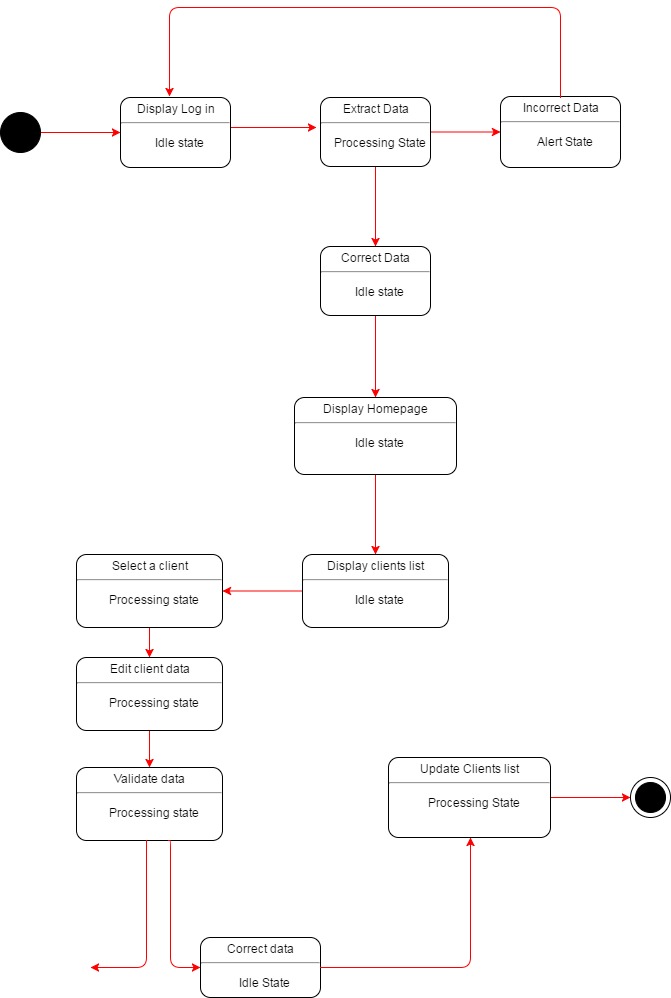 Display Log in
Idle state
Extract Data
Processing State
Incorrect Data
Alert State
Correct Data
Idle state
Display Homepage
Idle state
Display clients list
Idle state
Select a client
Processing state
Edit client data
Processing state
Validate data
Processing state
Update Clients list
Processing State
Correct data
Idle State